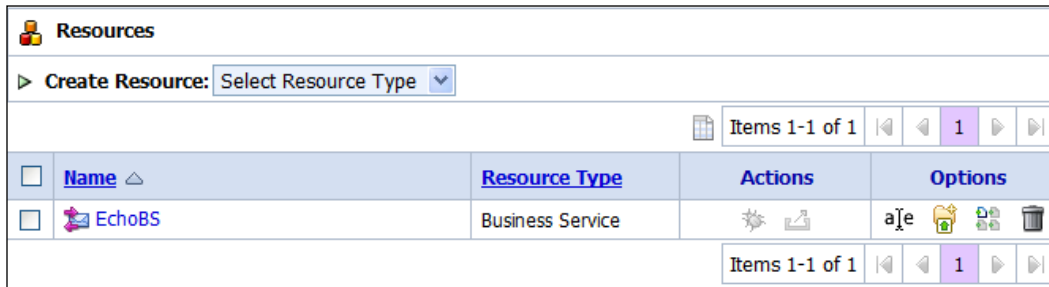 Resources
Create Resource: Select Resource Type
Items 1-1 of 1 1
Name Resource Type Actions Options
EchoBS Business Service a e
Items 1-1 of 1 1